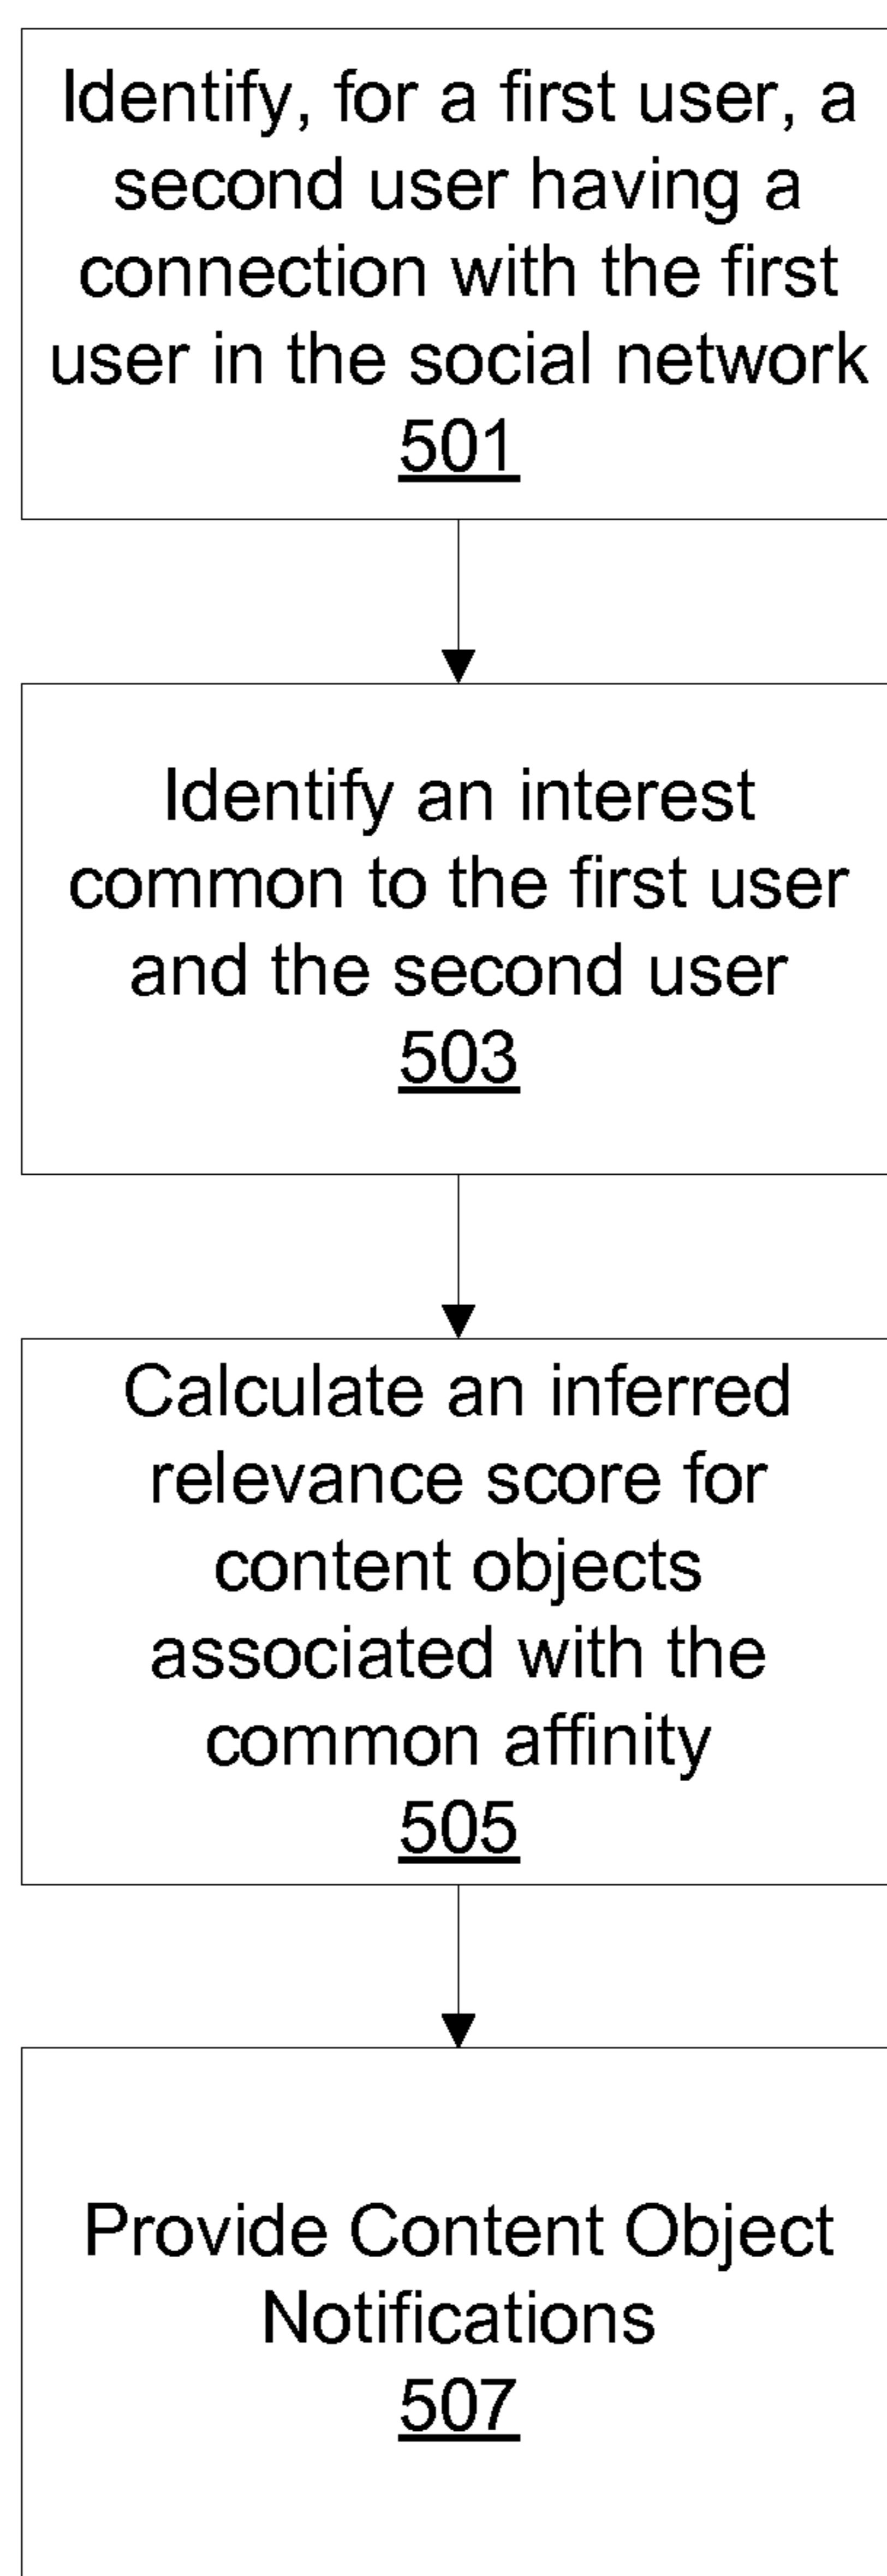 Identify, for a first user, a
second user having a
connection with the first
user in the social network
501
Identify an interest
common to the first user
and the second user
503
Calculate an inferred
relevance score for
content objects
associated with the
common affinity
505
Provide Content Object
Notifications
507